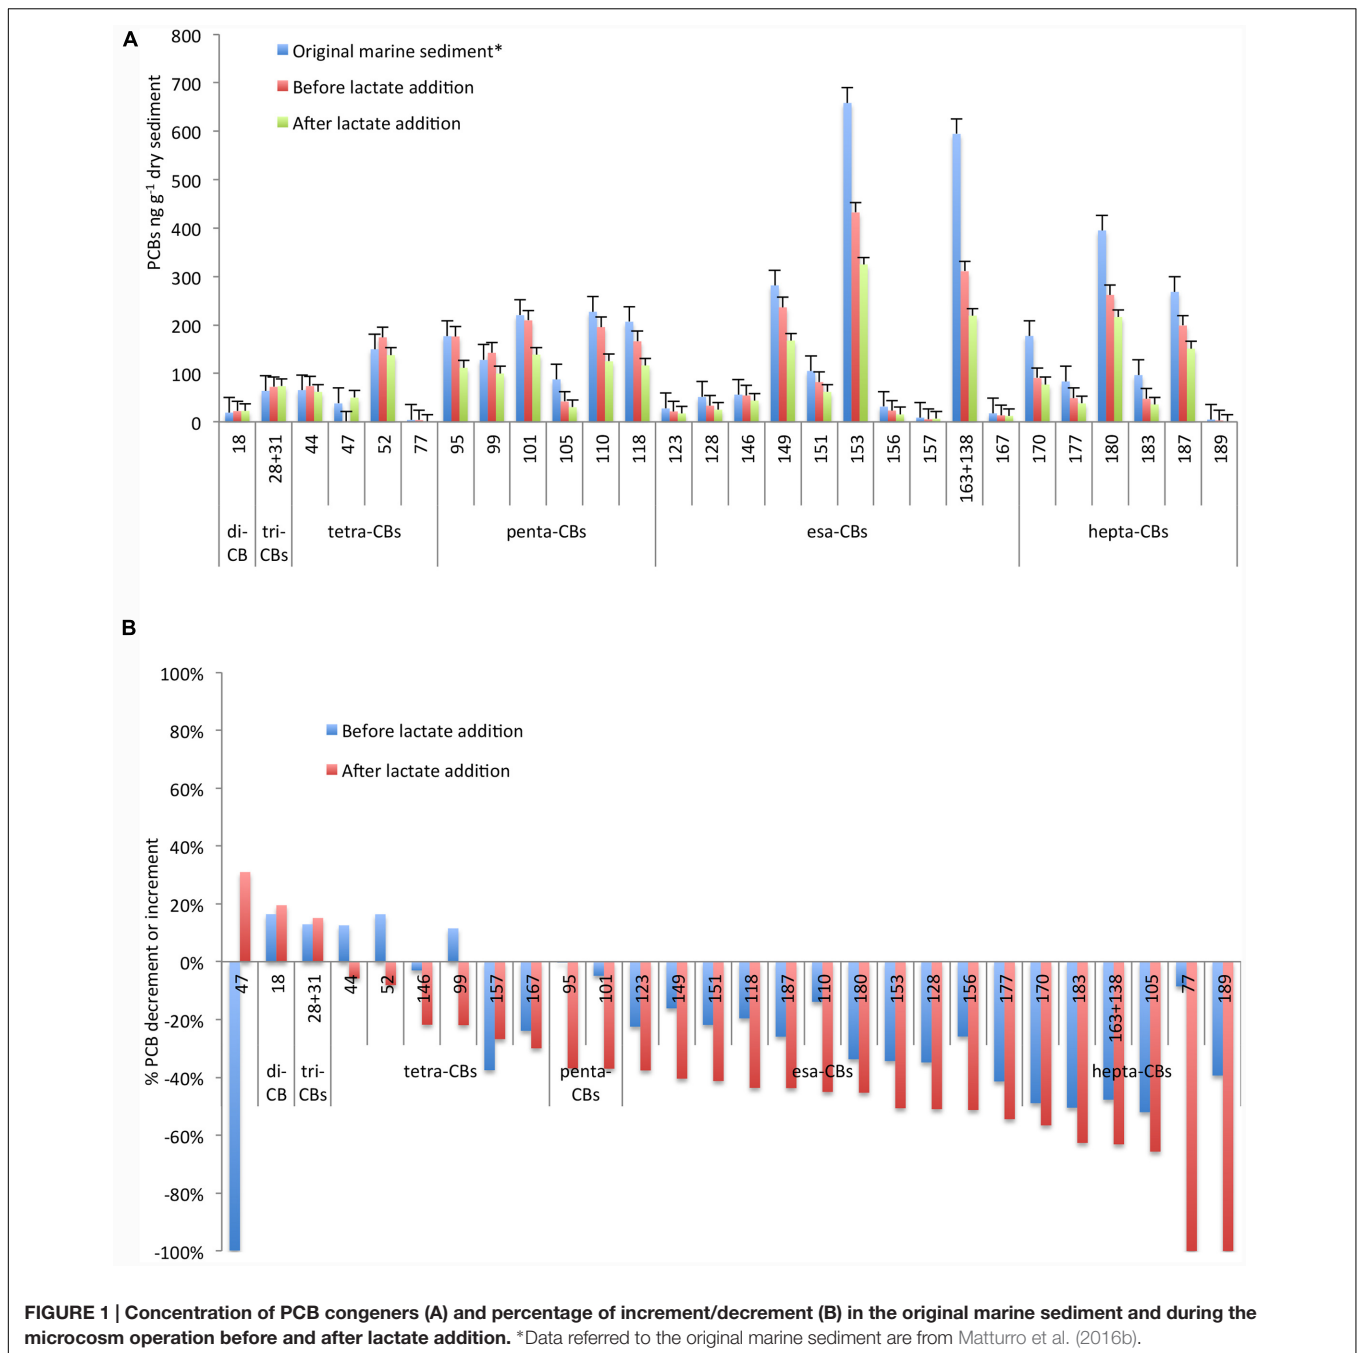 A
800
700
600
500
400
300
200
100
0
PCBs ng g⁻¹ dry sediment
Original marine sediment*
Before lactate addition
After lactate addition
18 28+31 44 47 52 77 95 99 101 105 110 118 123 128 146 149 151 153 156 157 163+138 167 170 177 180 183 187 189
di-CB tri-CBs tetra-CBs penta-CBs esa-CBs hepta-CBs
B
100%
80%
60%
40%
20%
0%
-20%
-40%
-60%
-80%
-100%
% PCB decrement or increment
Before lactate addition
After lactate addition
47 18 28+31 44 52 146 99 157 167 95 101 123 149 151 118 187 110 180 153 128 156 177 170 183 163+138 105 77 189
di-CB tri-CBs tetra-CBs penta-CBs esa-CBs hepta-CBs
FIGURE 1 | Concentration of PCB congeners (A) and percentage of increment/decrement (B) in the original marine sediment and during the
microcosm operation before and after lactate addition. *Data referred to the original marine sediment are from Matturro et al. (2016b).